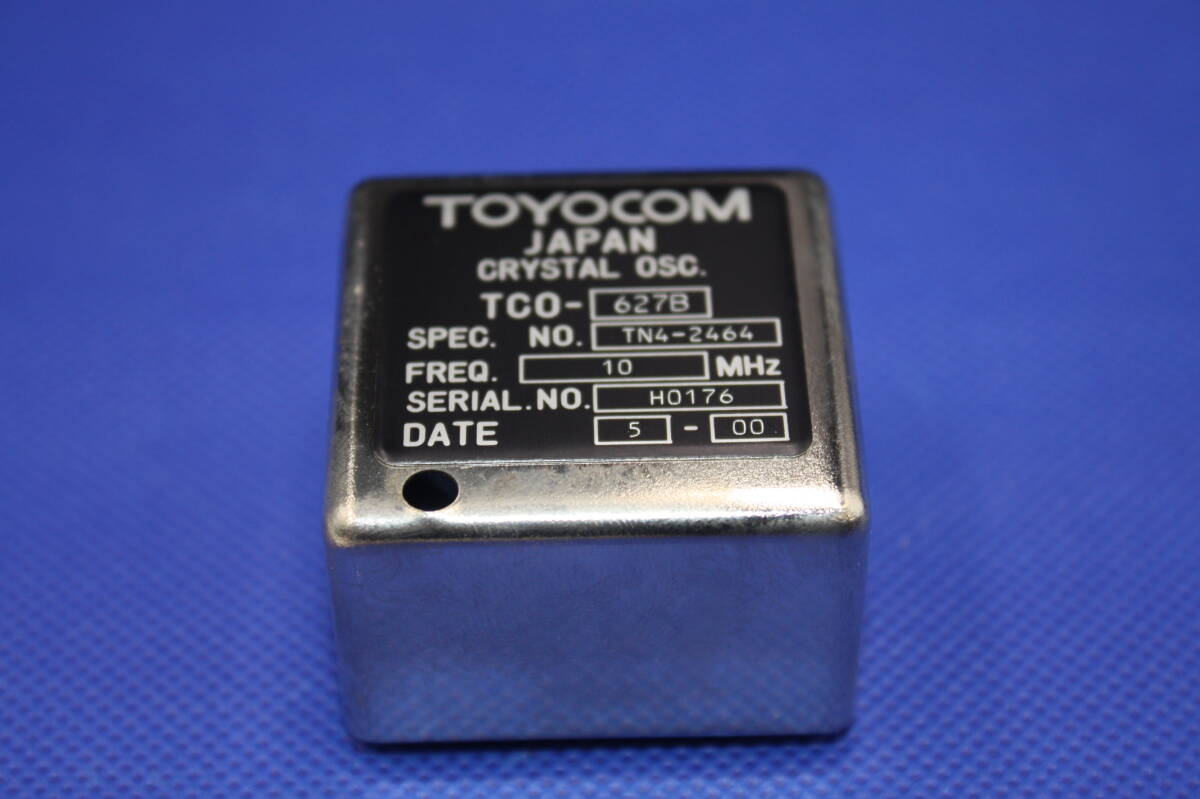 TOYOCOM
JAPAN
CRYSTAL OSC.
TCO- 627B
SPEC. NO. TN4-2464
FREQ. 10 MHz
SERIAL.NO. H0176
DATE 5 - 00